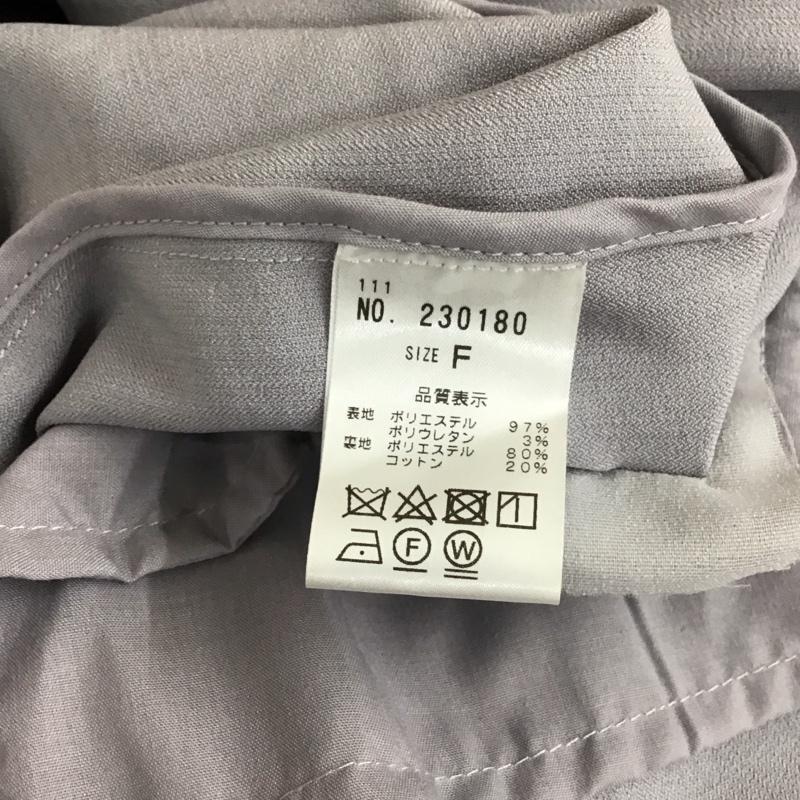 111
NO. 230180
SIZE F
品質表示
表地 ポリエステル 97%
ポリウレタン 3%
裏地 ポリエステル 80%
コットン 20%
F W